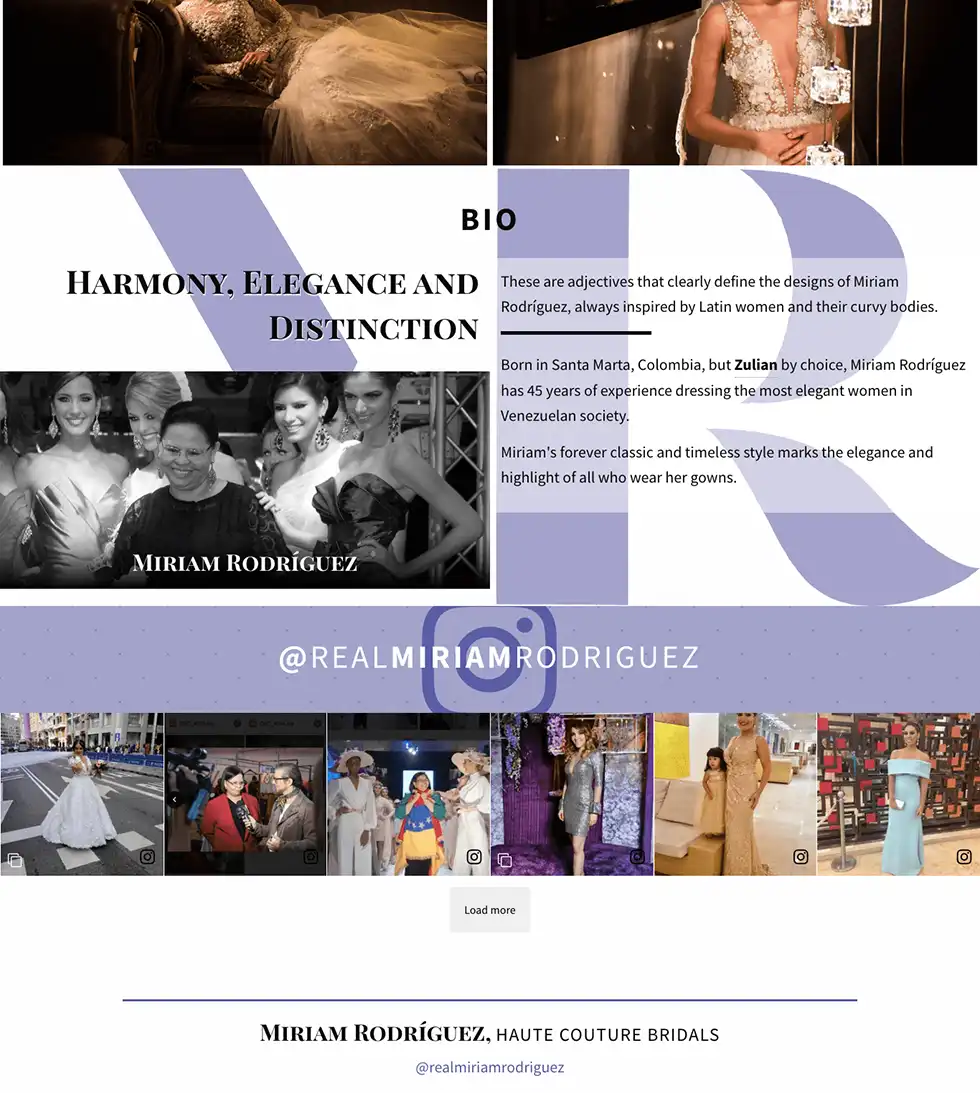 BIO
Harmony, Elegance and
Distinction
These are adjectives that clearly define the designs of Miriam
Rodríguez, always inspired by Latin women and their curvy bodies.
Born in Santa Marta, Colombia, but Zulian by choice, Miriam Rodríguez
has 45 years of experience dressing the most elegant women in
Venezuelan society.
Miriam's forever classic and timeless style marks the elegance and
highlight of all who wear her gowns.
Miriam Rodríguez
@REALMIRIAMRODRIGUEZ
Load more
Miriam Rodríguez, HAUTE COUTURE BRIDALS
@realmiriamrodriguez